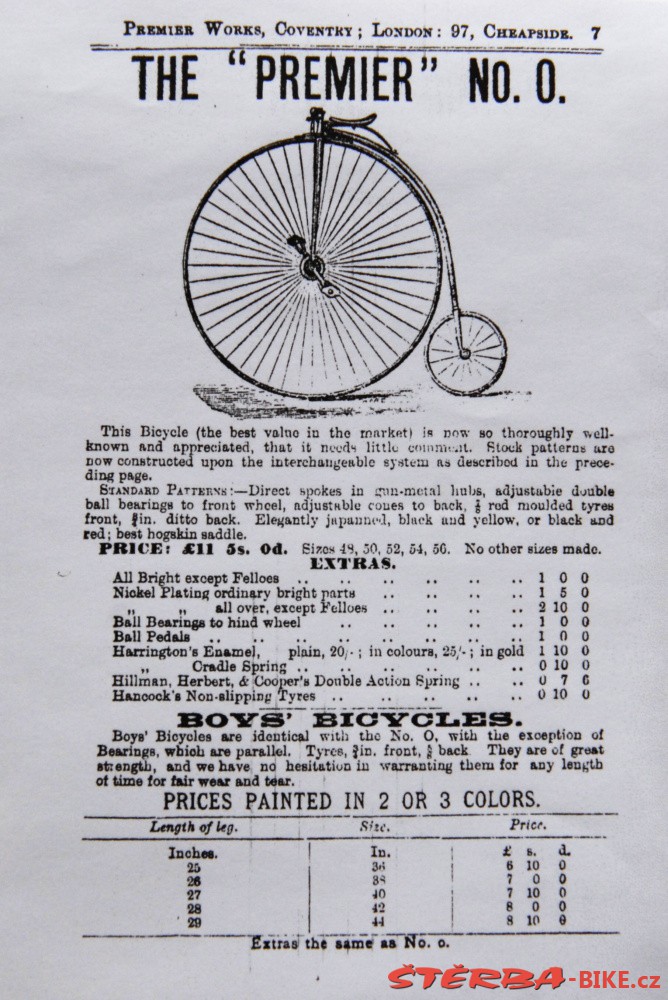 PREMIER WORKS, COVENTRY; LONDON: 97, CHEAPSIDE. 7
THE "PREMIER" NO. 0.
This Bicycle (the best value in the market) is now so thoroughly well-
known and appreciated, that it needs little comment. Stock patterns are
now constructed upon the interchangeable system as described in the prece-
ding page.
STANDARD PATTERNS:—Direct spokes in gun-metal hubs, adjustable double
ball bearings to front wheel, adjustable cones to back, red moulded tyres
front, in. ditto back. Elegantly japanned, black and yellow, or black and
red; best hogskin saddle.
PRICE: £11 5s. 0d. Sizes 48, 50, 52, 54, 56. No other sizes made.
EXTRAS.
All Bright except Felloes .. .. .. .. .. .. 1 0 0
Nickel Plating ordinary bright parts .. .. .. .. 1 5 0
„ „ all over, except Felloes .. .. .. .. 2 10 0
Ball Bearings to hind wheel .. .. .. .. .. 1 0 0
Ball Pedals .. .. .. .. .. .. .. .. 1 0 0
Harrington's Enamel, plain, 20/-; in colours, 25/-; in gold 1 10 0
„ Cradle Spring .. .. .. .. .. .. 0 10 0
Hillman, Herbert, & Cooper's Double Action Spring .. .. 0 7 6
Hancock's Non-slipping Tyres .. .. .. .. .. 0 10 0
BOYS' BICYCLES.
Boys' Bicycles are identical with the No. 0, with the exception of
Bearings, which are parallel. Tyres, ¾in. front, back. They are of great
strength, and we have no hesitation in warranting them for any length
of time for fair wear and tear.
PRICES PAINTED IN 2 OR 3 COLORS.
Length of leg. Size. Price.
Inches. In. £ s. d.
25 36 6 10 0
26 38 7 0 0
27 40 7 10 0
28 42 8 0 0
29 44 8 10 0
Extras the same as No. 0.
ŠTĚRBA-BIKE.cz